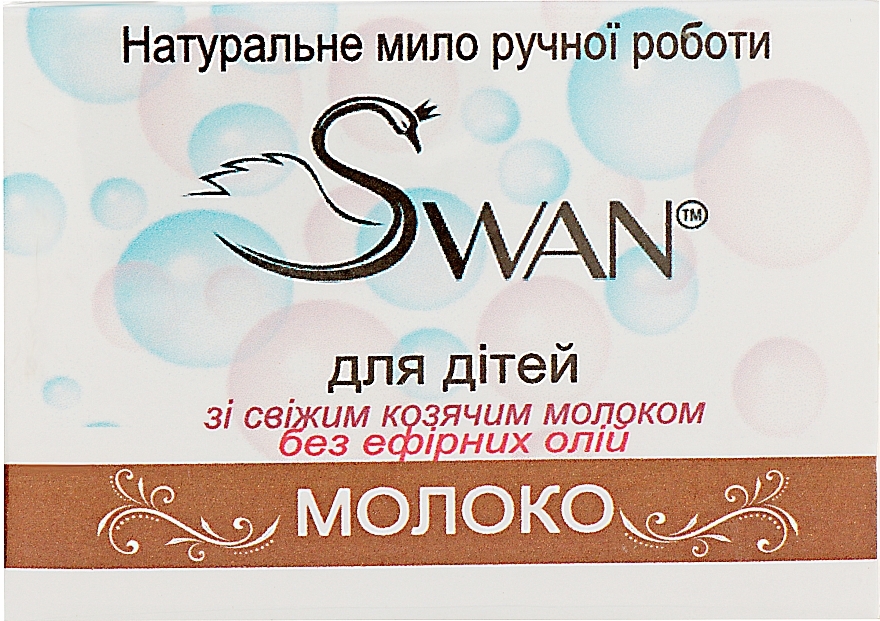 Натуральне мило ручної роботи
SWAN™
для дітей
зі свіжим козячим молоком
без ефірних олій
МОЛОКО